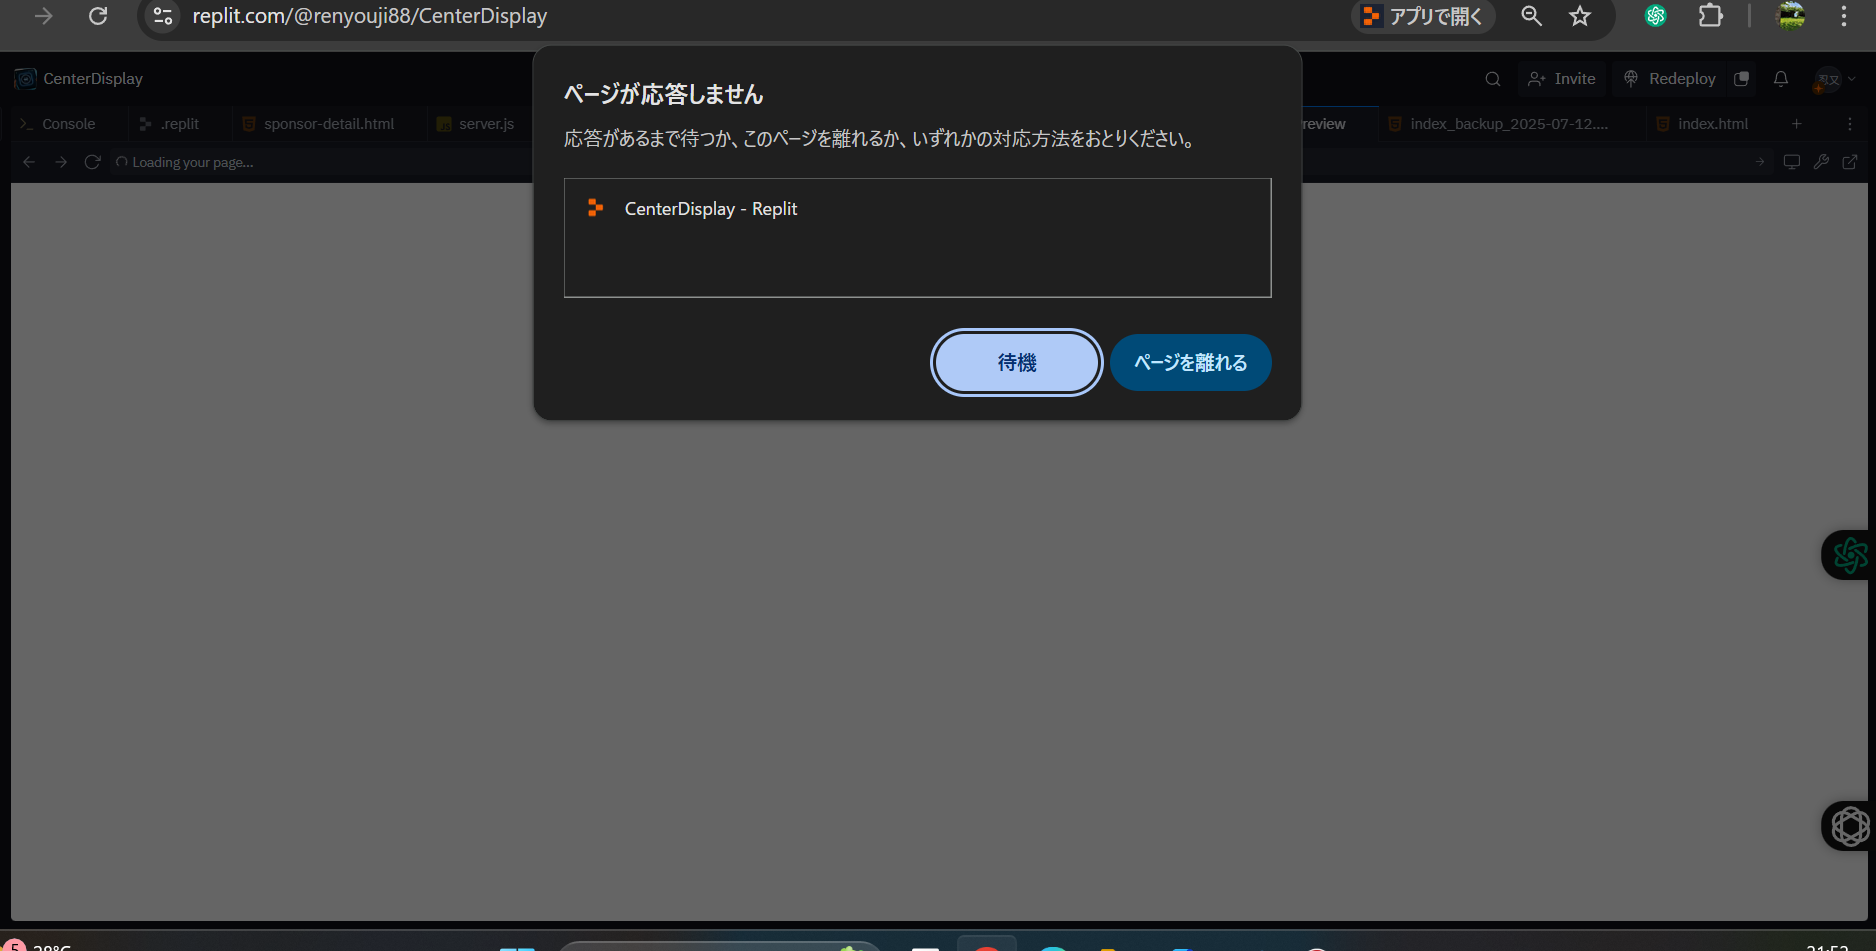 replit.com/@renyouji88/CenterDisplay
アプリで開く
CenterDisplay
Invite
Redeploy
Console
.replit
sponsor-detail.html
server.js
review
index_backup_2025-07-12....
index.html
Loading your page...
ページが応答しません
応答があるまで待つか、このページを離れるか、いずれかの対応方法をおとりください。
CenterDisplay - Replit
待機
ページを離れる
5